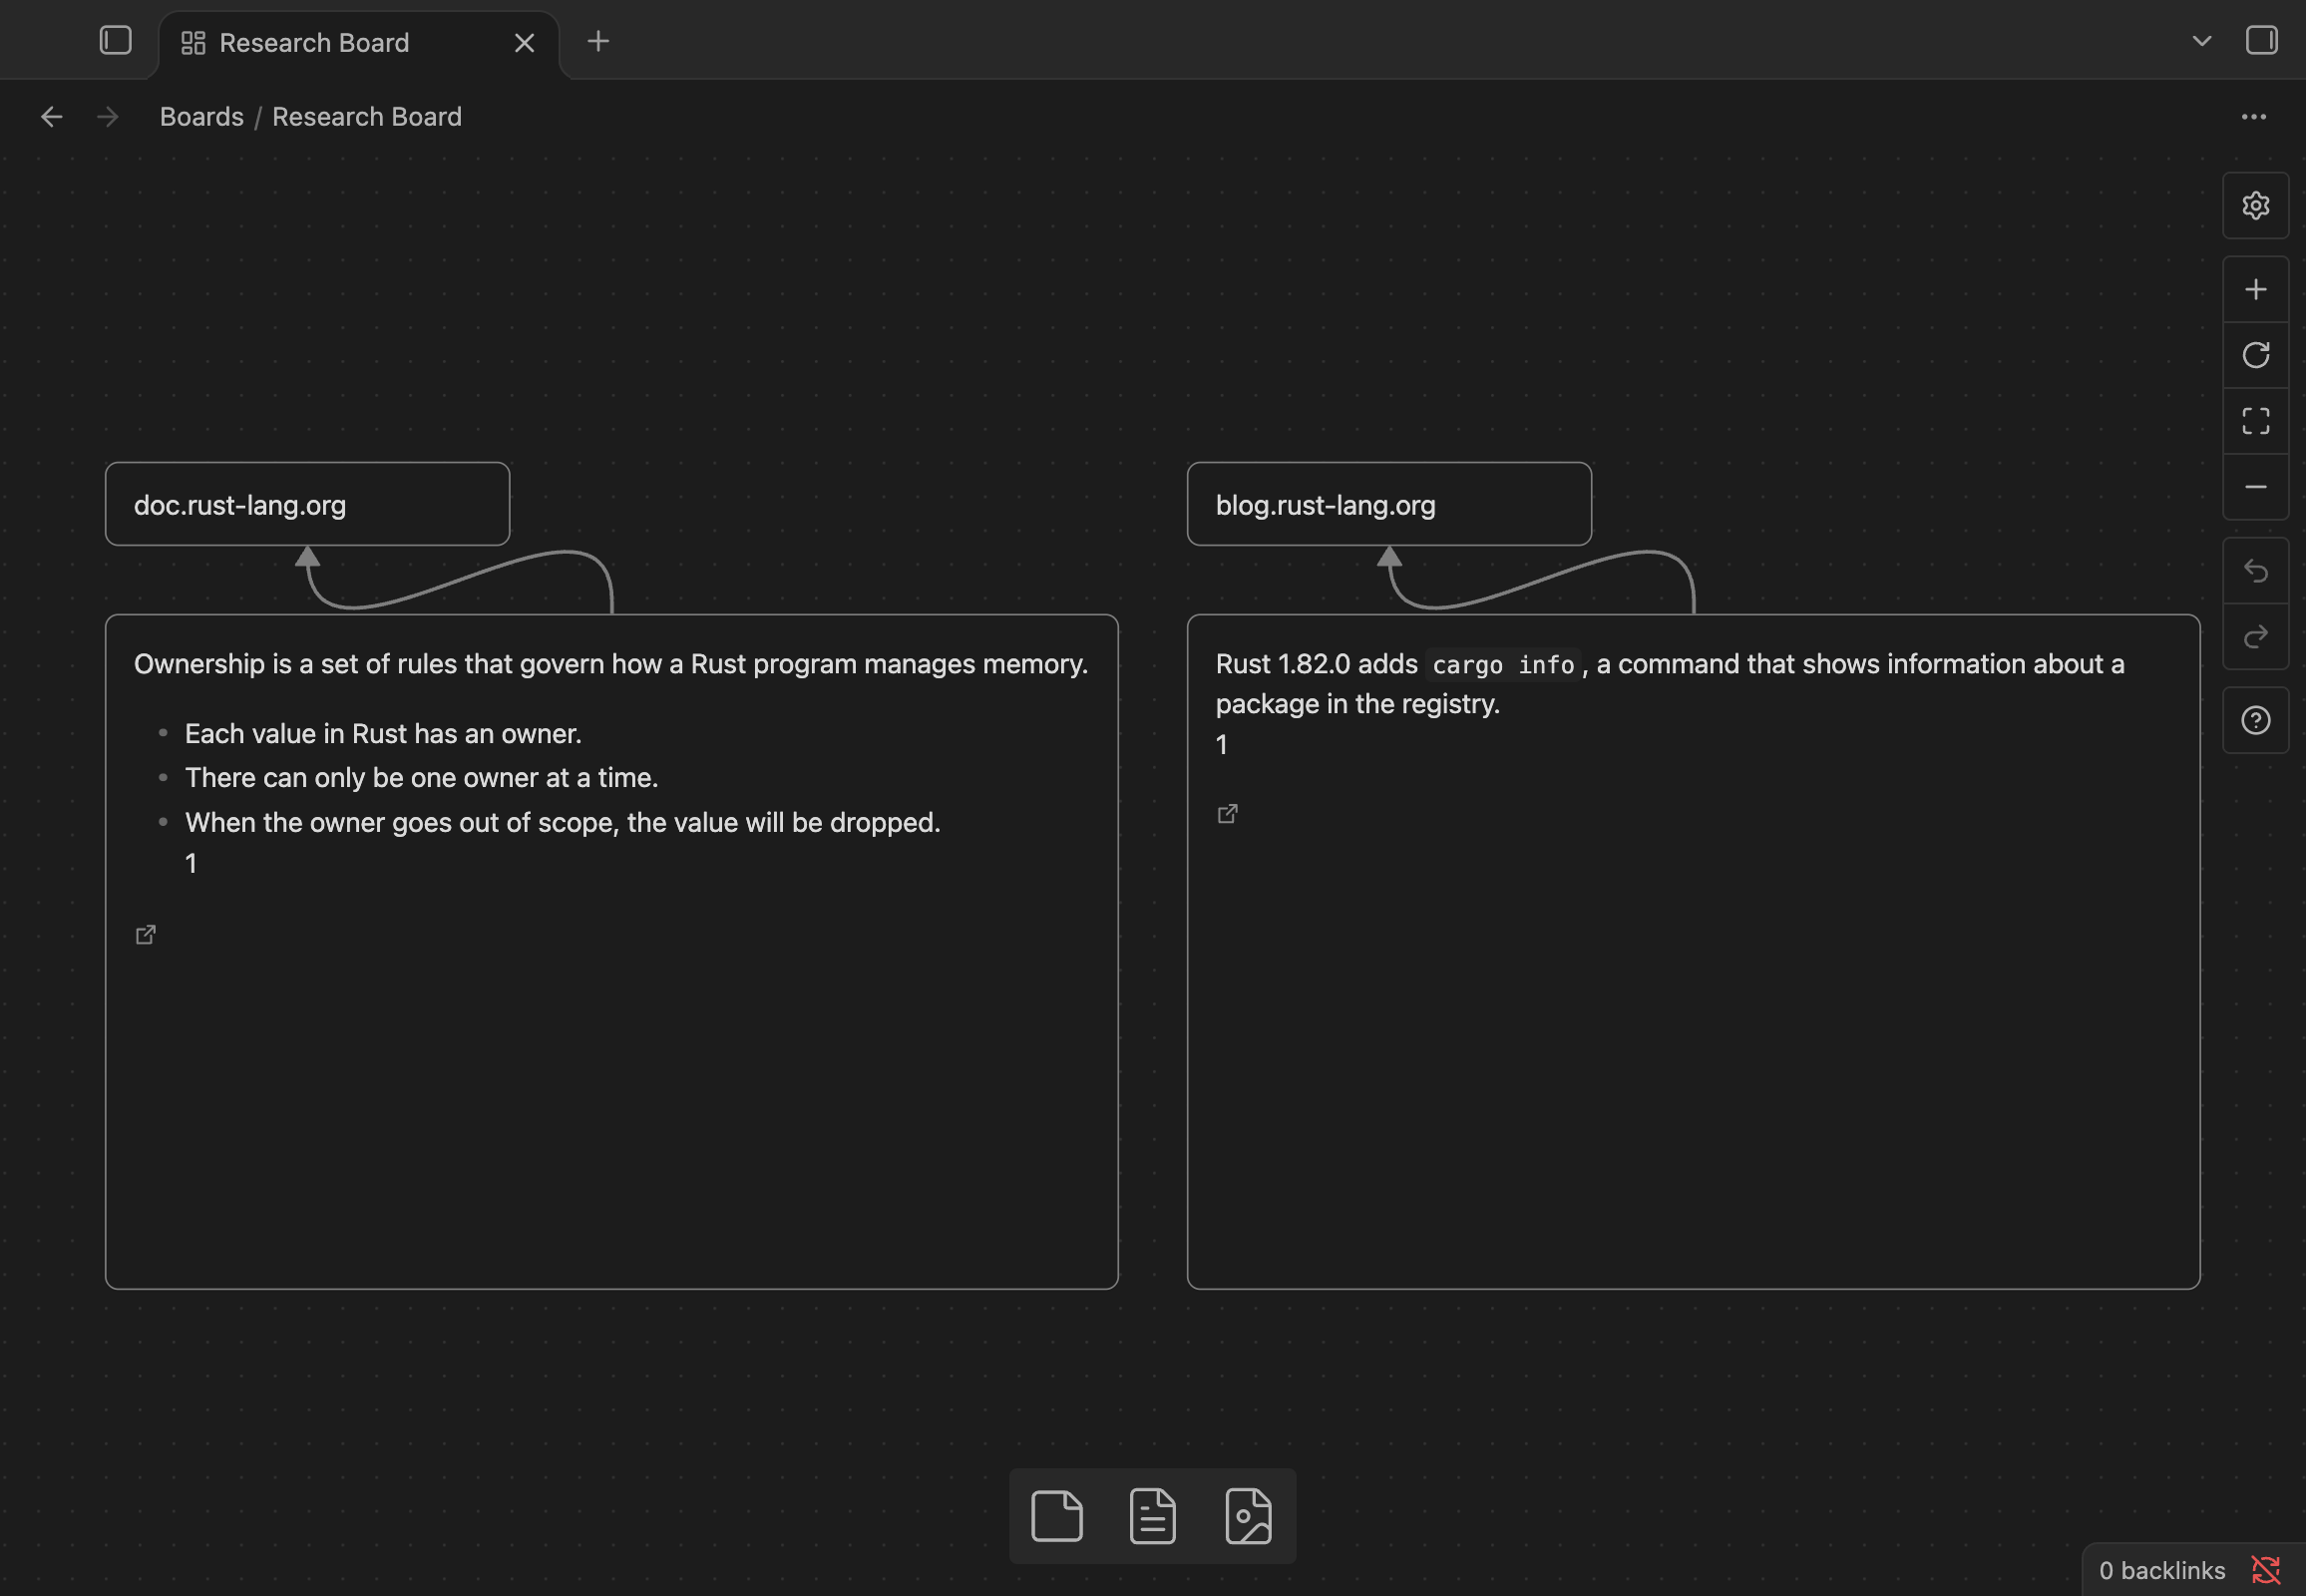 Research Board
Boards / Research Board
doc.rust-lang.org
Ownership is a set of rules that govern how a Rust program manages memory.
• Each value in Rust has an owner.
• There can only be one owner at a time.
• When the owner goes out of scope, the value will be dropped.
1
blog.rust-lang.org
Rust 1.82.0 adds cargo info, a command that shows information about a
package in the registry.
1
0 backlinks